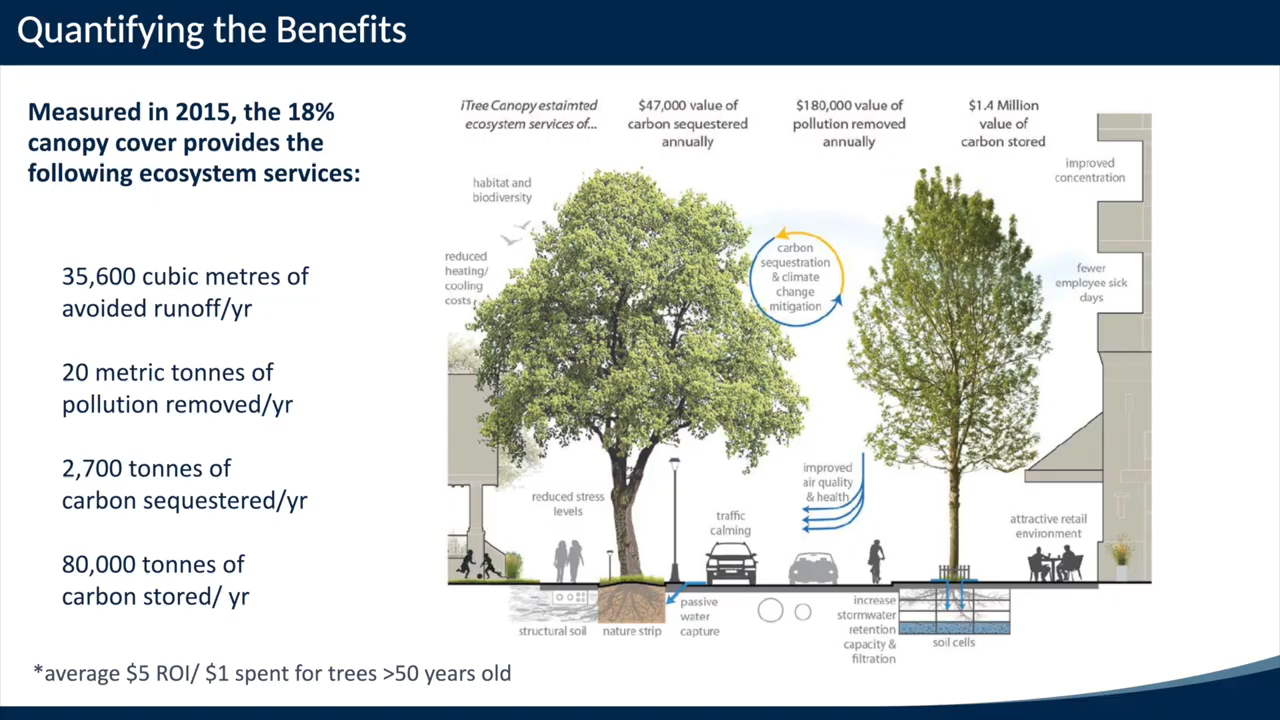 Quantifying the Benefits
Measured in 2015, the 18%
canopy cover provides the
following ecosystem services:
35,600 cubic metres of
avoided runoff/yr
20 metric tonnes of
pollution removed/yr
2,700 tonnes of
carbon sequestered/yr
80,000 tonnes of
carbon stored/ yr
*average $5 ROI/ $1 spent for trees >50 years old
iTree Canopy estaimted
ecosystem services of...
$47,000 value of
carbon sequestered
annually
$180,000 value of
pollution removed
annually
$1.4 Million
value of
carbon stored
habitat and
biodiversity
reduced
heating/
cooling
costs
carbon
sequestration
& climate
change
mitigation
improved
concentration
fewer
employee sick
days
reduced stress
levels
traffic
calming
improved
air quality
& health
attractive retail
environment
structural soil
nature strip
passive
water
capture
increase
stormwater
retention
capacity &
filtration
soil cells